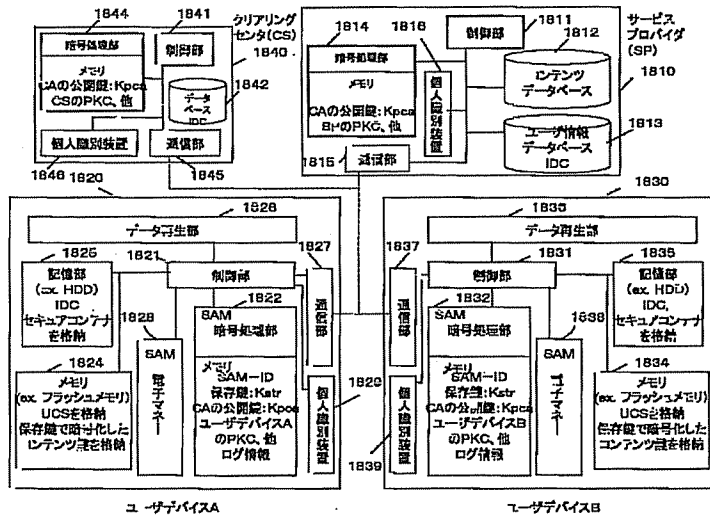 1844
1841
クリアリング
センタ(CS)
1840
暗号処理部
制御部
メモリ
CAの公開鍵:Kpca
CSのPKC、他
データ
ベース
IDC
1842
個人識別装置
通信部
1846
1845
1814
1816
1811
1812
サービス
プロバイダ
(SP)
1810
暗号処理部
制御部
メモリ
CAの公開鍵:Kpca
SPのPKC、他
個人識別装置
コンテンツ
データベース
ユーザ情報
データベース
IDC
1813
1815
通信部
1820
1826
データ再生部
1825
1821
1827
記憶部
(ex. HDD)
IDC、
セキュアコンテナ
を格納
制御部
通信部
1828
1822
SAM
暗号処理部
1824
メモリ
(ex. フラッシュメモリ)
UCSを格納
保存鍵で暗号化した
コンテンツ鍵を格納
SAM
電子マネー
メモリ
SAM-ID
保存鍵:Kstr
CAの公開鍵:Kpca
ユーザデバイスA
のPKC、他
ログ情報
個人識別装置
1829
ユーザデバイスA
1830
データ再生部
1837
1831
1835
通信部
制御部
記憶部
(ex. HDD)
IDC、
セキュアコンテナ
を格納
1832
1838
SAM
暗号処理部
1834
メモリ
SAM-ID
保存鍵:Kstr
CAの公開鍵:Kpca
ユーザデバイスB
のPKC、他
ログ情報
SAM
電子マネー
メモリ
(ex. フラッシュメモリ)
UCSを格納
保存鍵で暗号化した
コンテンツ鍵を格納
個人識別装置
1839
ユーザデバイスB